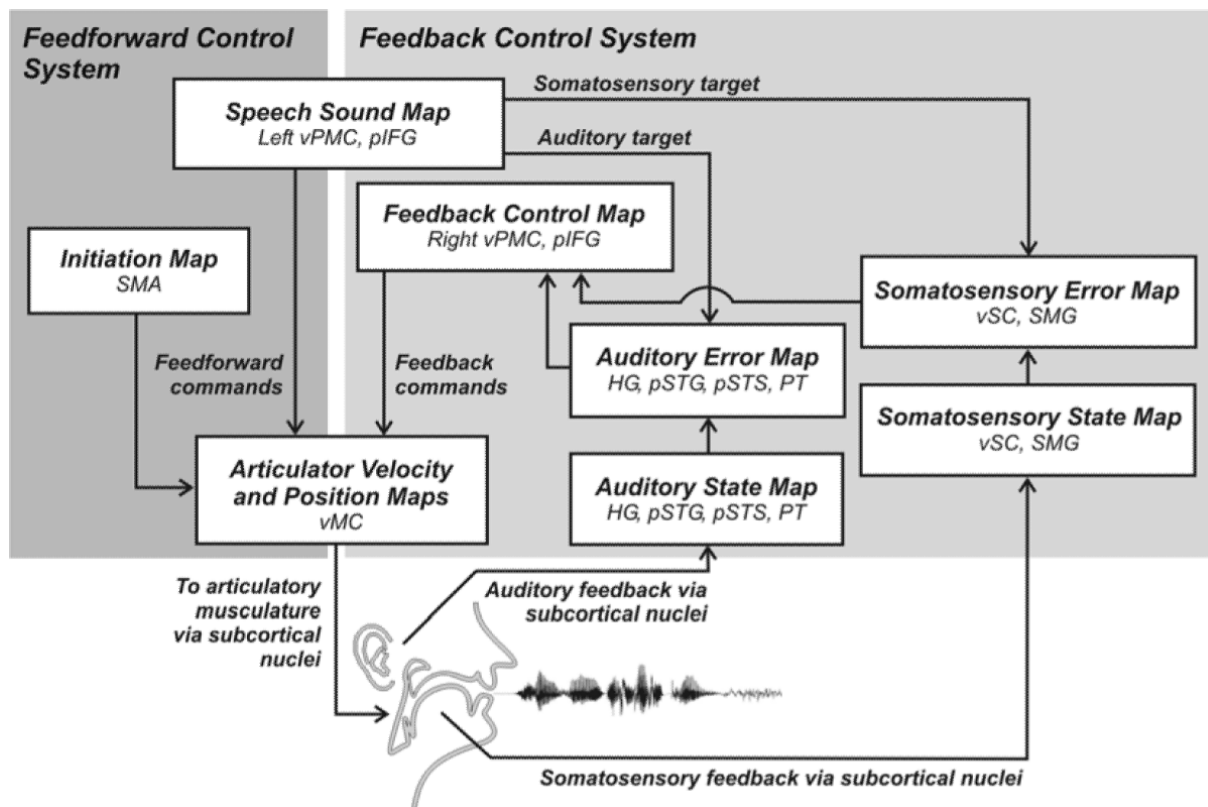 Feedforward Control
System
Feedback Control System
Speech Sound Map
Left vPMC, pIFG
Somatosensory target
Auditory target
Feedback Control Map
Right vPMC, pIFG
Initiation Map
SMA
Somatosensory Error Map
vSC, SMG
Auditory Error Map
HG, pSTG, pSTS, PT
Feedforward
commands
Feedback
commands
Somatosensory State Map
vSC, SMG
Articulator Velocity
and Position Maps
vMC
Auditory State Map
HG, pSTG, pSTS, PT
To articulatory
musculature
via subcortical
nuclei
Auditory feedback via
subcortical nuclei
Somatosensory feedback via subcortical nuclei